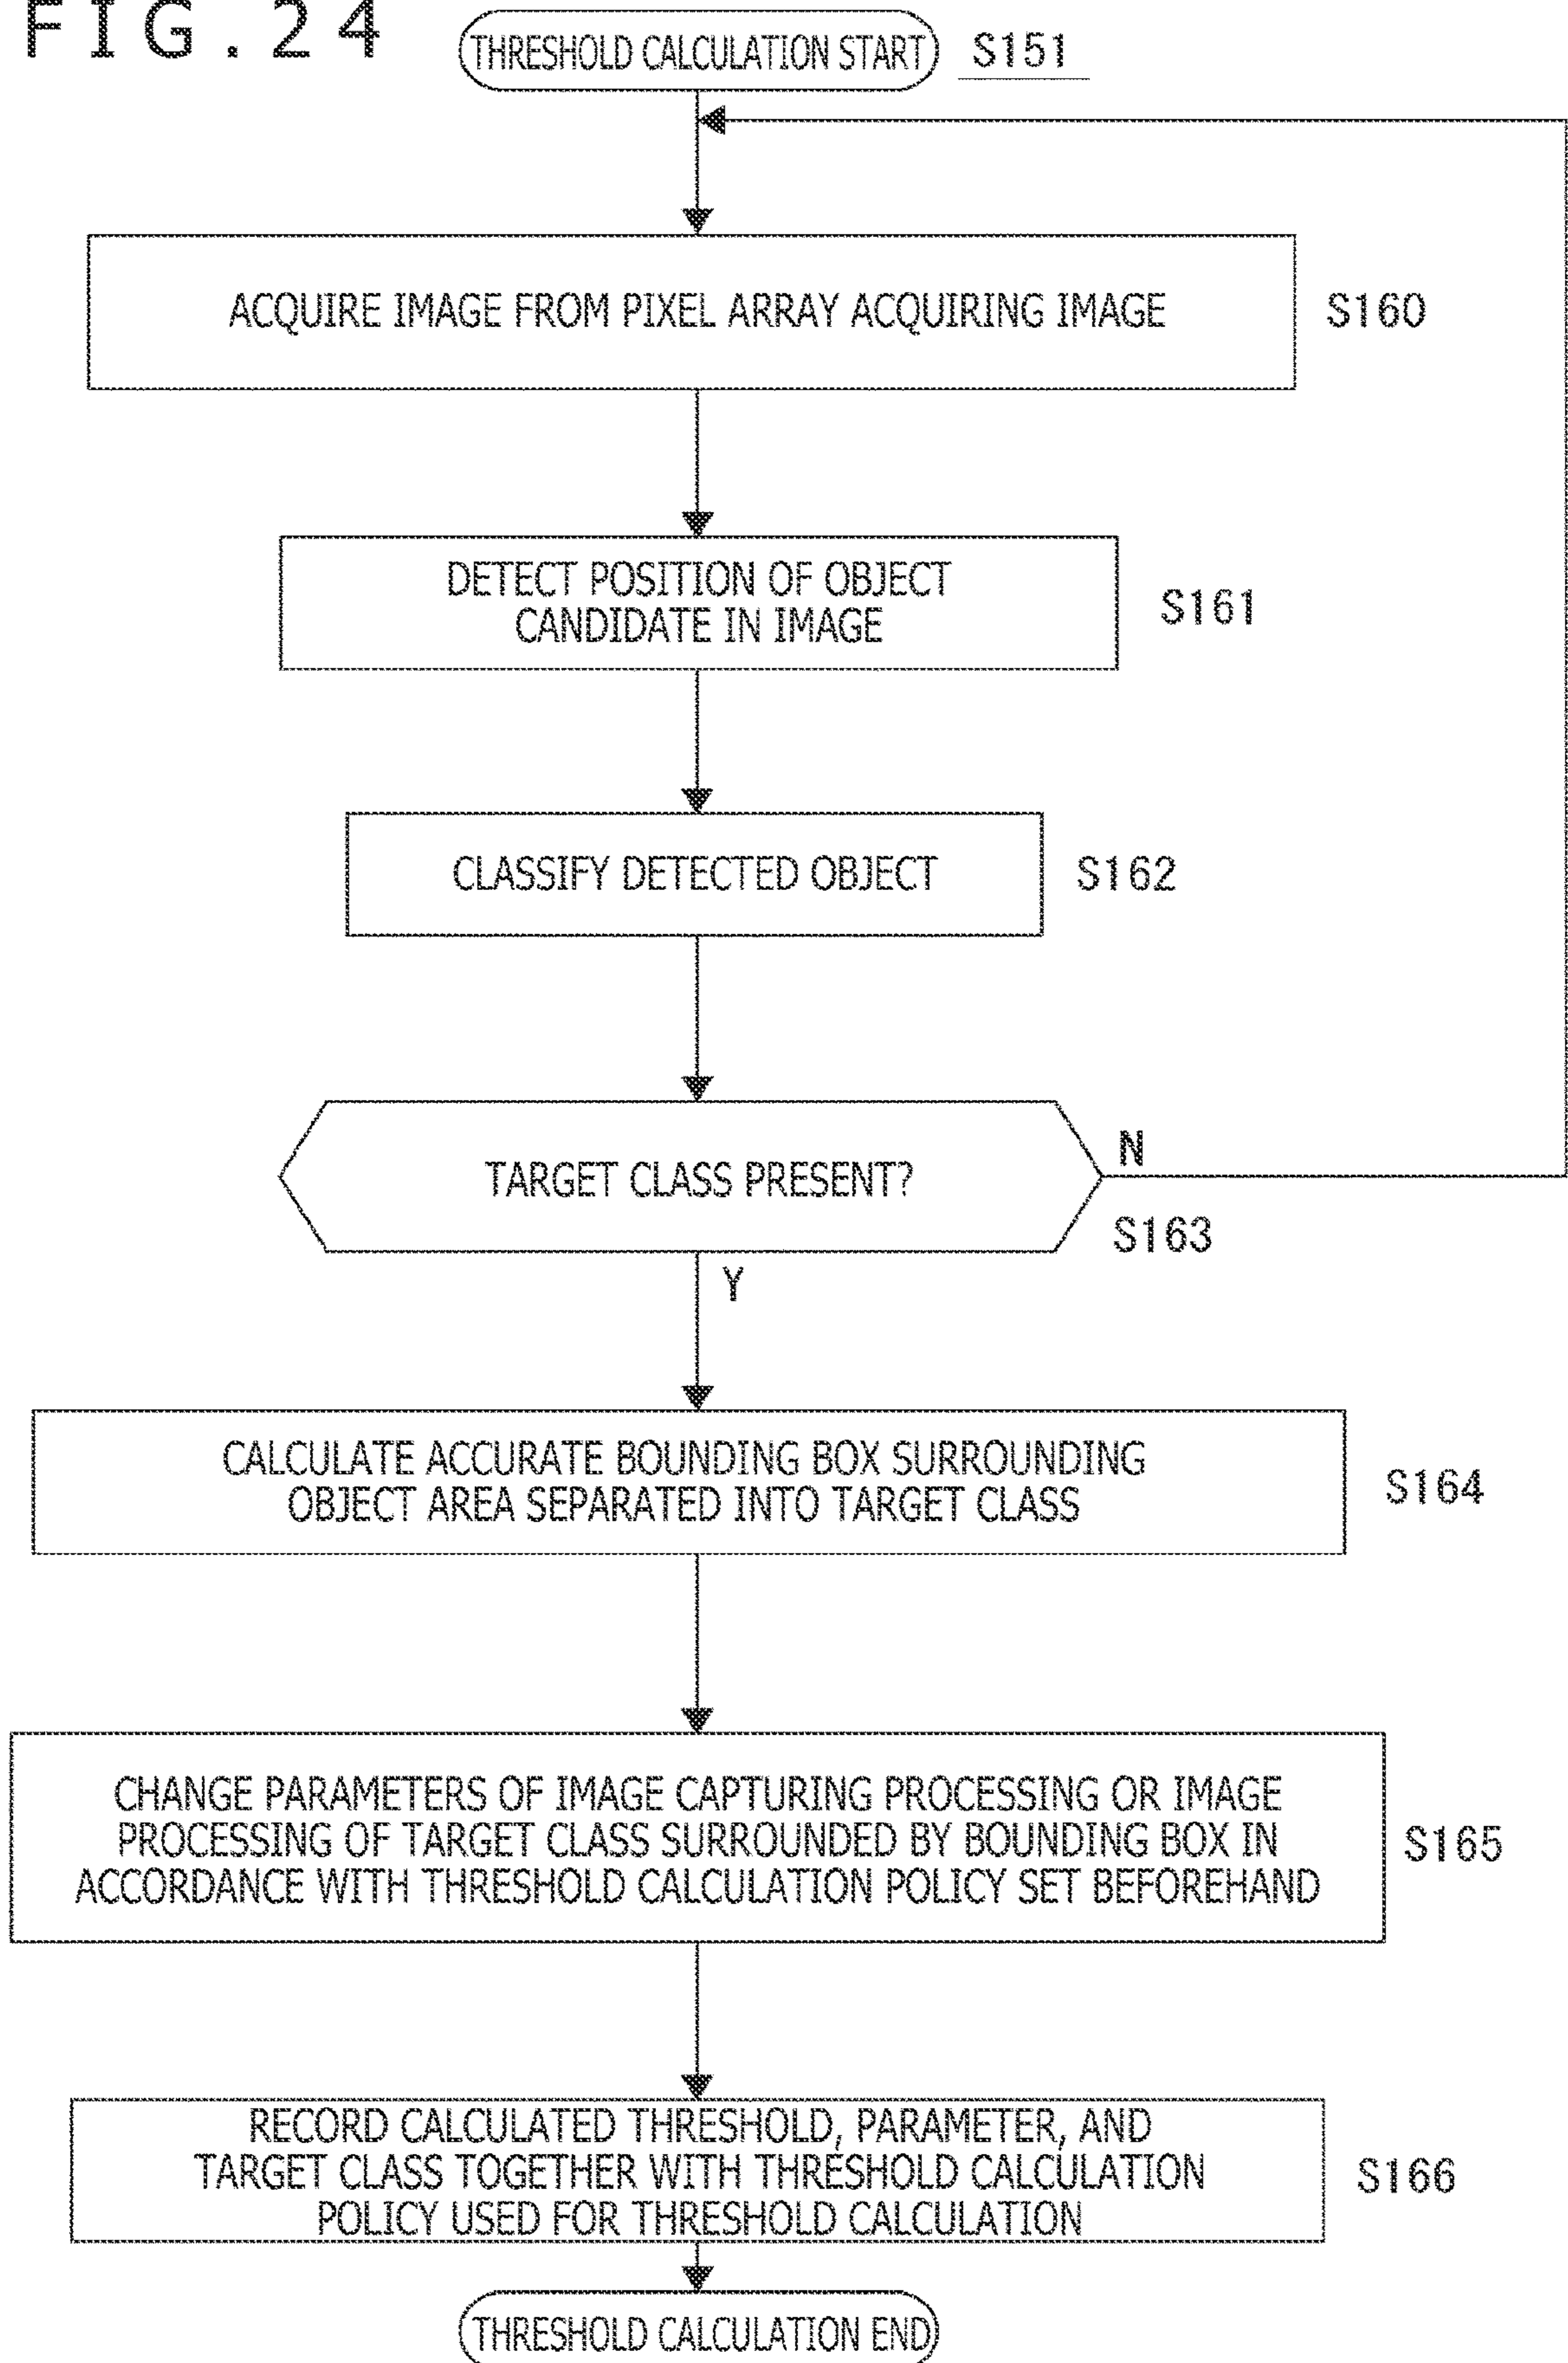 FIG. 24
THRESHOLD CALCULATION START
S151
ACQUIRE IMAGE FROM PIXEL ARRAY ACQUIRING IMAGE
S160
DETECT POSITION OF OBJECT
CANDIDATE IN IMAGE
S161
CLASSIFY DETECTED OBJECT
S162
TARGET CLASS PRESENT?
N
S163
Y
CALCULATE ACCURATE BOUNDING BOX SURROUNDING
OBJECT AREA SEPARATED INTO TARGET CLASS
S164
CHANGE PARAMETERS OF IMAGE CAPTURING PROCESSING OR IMAGE
PROCESSING OF TARGET CLASS SURROUNDED BY BOUNDING BOX IN
ACCORDANCE WITH THRESHOLD CALCULATION POLICY SET BEFOREHAND
S165
RECORD CALCULATED THRESHOLD, PARAMETER, AND
TARGET CLASS TOGETHER WITH THRESHOLD CALCULATION
POLICY USED FOR THRESHOLD CALCULATION
S166
THRESHOLD CALCULATION END